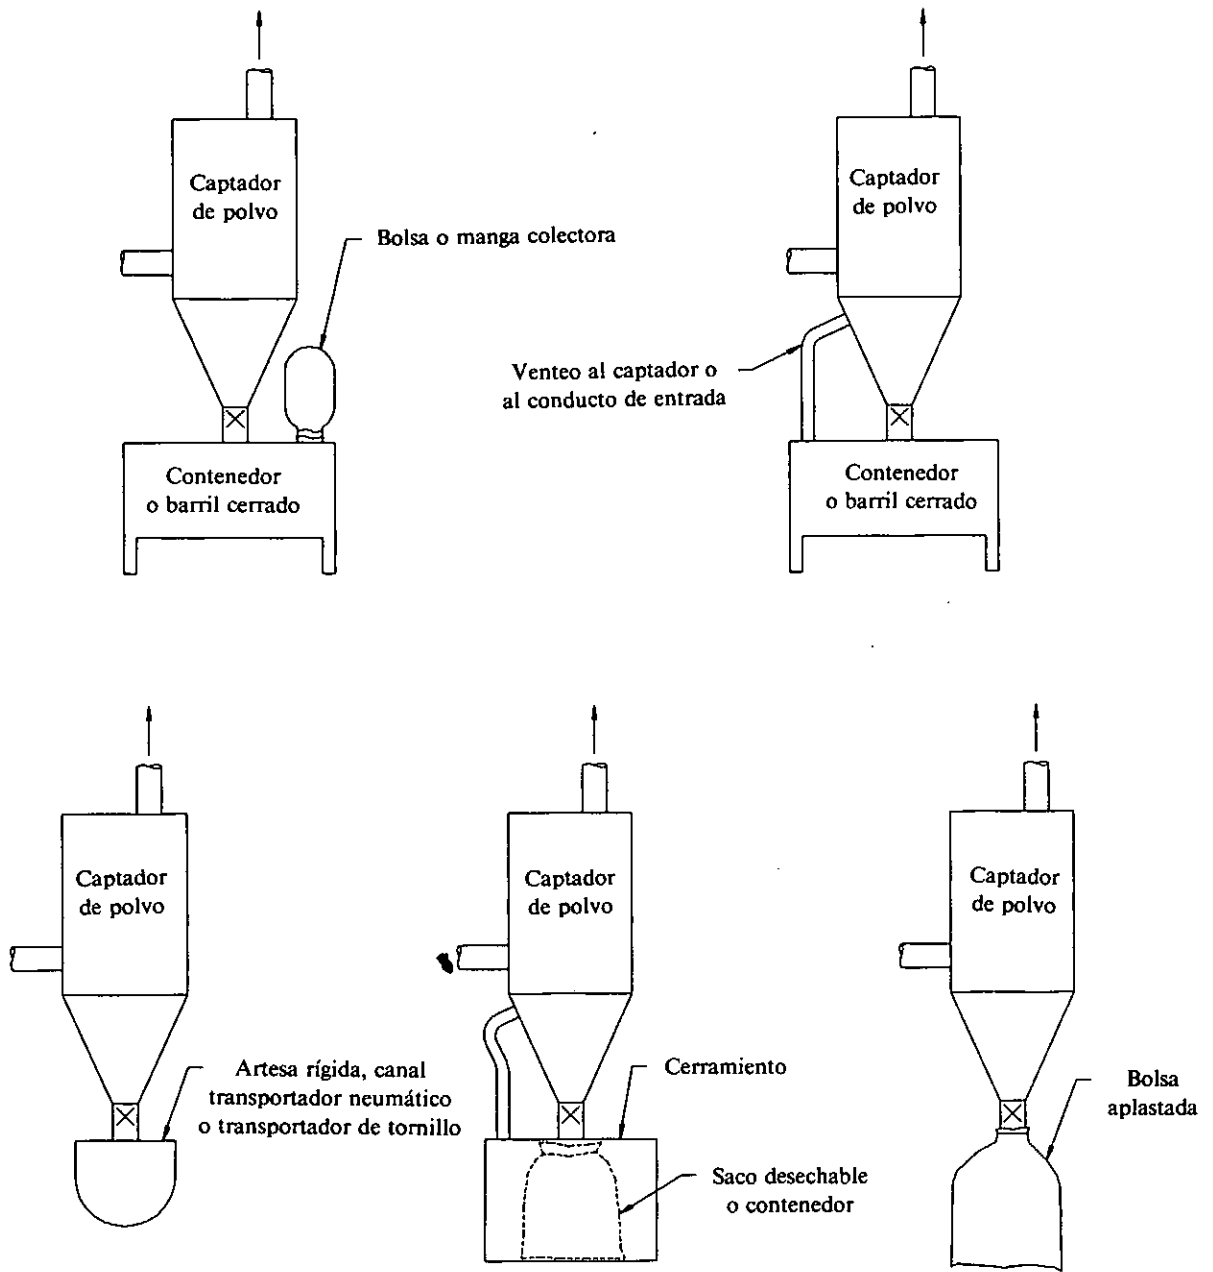 Captador
de polvo
Bolsa o manga colectora
Contenedor
o barril cerrado
Captador
de polvo
Venteo al captador o
al conducto de entrada
Contenedor
o barril cerrado
Captador
de polvo
Artesa rígida, canal
transportador neumático
o transportador de tornillo
Captador
de polvo
Cerramiento
Saco desechable
o contenedor
Captador
de polvo
Bolsa
aplastada